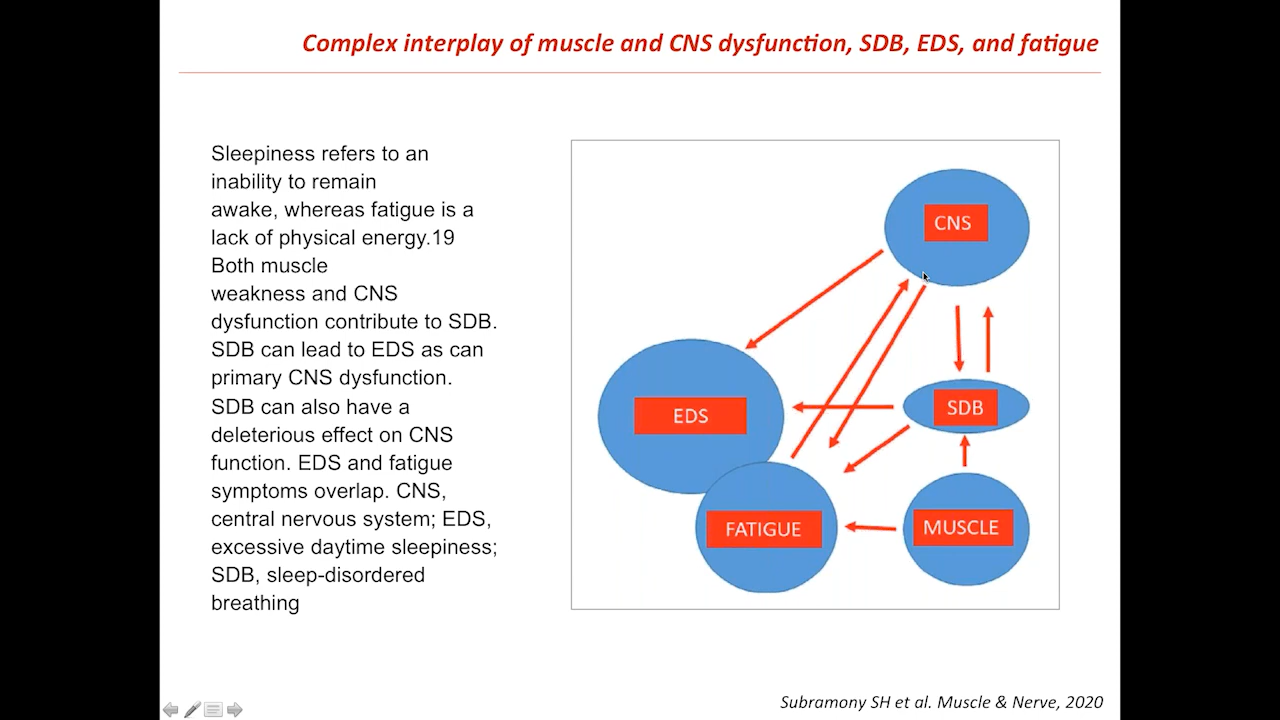 Complex interplay of muscle and CNS dysfunction, SDB, EDS, and fatigue
Sleepiness refers to an
inability to remain
awake, whereas fatigue is a
lack of physical energy.19
Both muscle
weakness and CNS
dysfunction contribute to SDB.
SDB can lead to EDS as can
primary CNS dysfunction.
SDB can also have a
deleterious effect on CNS
function. EDS and fatigue
symptoms overlap. CNS,
central nervous system; EDS,
excessive daytime sleepiness;
SDB, sleep-disordered
breathing
CNS
EDS
SDB
FATIGUE
MUSCLE
Subramony SH et al. Muscle & Nerve, 2020